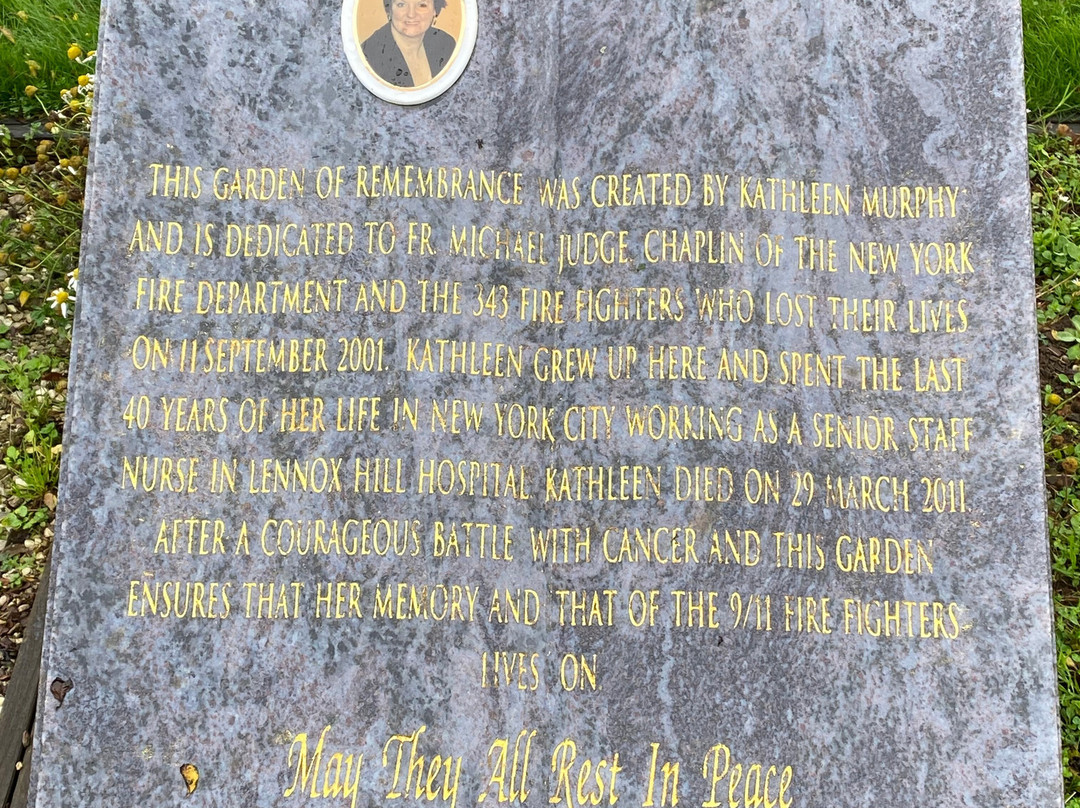 THIS GARDEN OF REMEMBRANCE WAS CREATED BY KATHLEEN MURPHY
AND IS DEDICATED TO FR. MICHAEL JUDGE, CHAPLIN OF THE NEW YORK
FIRE DEPARTMENT AND THE 343 FIRE FIGHTERS WHO LOST THEIR LIVES
ON 11 SEPTEMBER 2001. KATHLEEN GREW UP HERE AND SPENT THE LAST
40 YEARS OF HER LIFE IN NEW YORK CITY WORKING AS A SENIOR STAFF
NURSE IN LENNOX HILL HOSPITAL. KATHLEEN DIED ON 29 MARCH 2011.
AFTER A COURAGEOUS BATTLE WITH CANCER AND THIS GARDEN
ENSURES THAT HER MEMORY AND THAT OF THE 9/11 FIRE FIGHTERS
LIVES ON.
May They All Rest In Peace